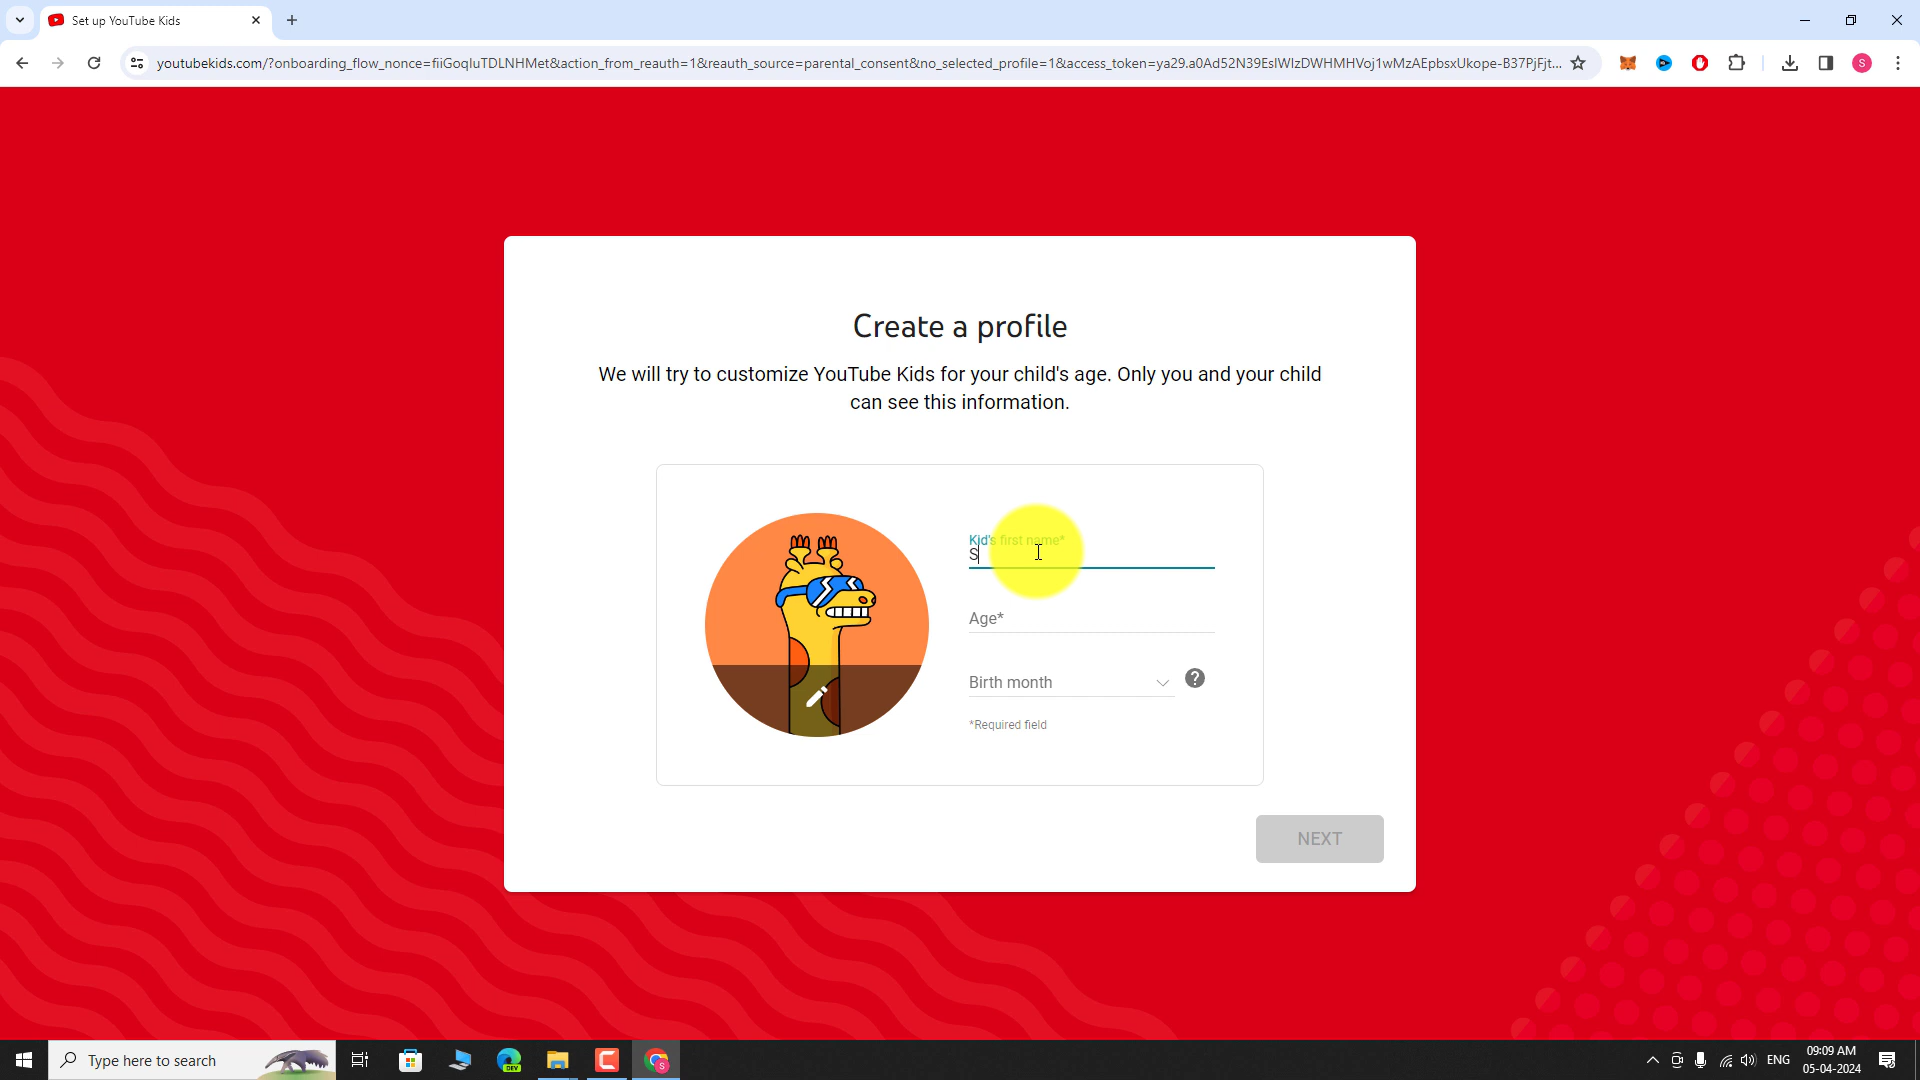 Set up YouTube Kids
youtubekids.com/?onboarding_flow_nonce=fiiGoqIuTDLNHMet&action_from_reauth=1&reauth_source=parental_consent&no_selected_profile=1&access_token=ya29.a0Ad52N39EsIWIzDWHMHVoj1wMzAEpbsxUkope-B37PjFjt...
S
Create a profile
We will try to customize YouTube Kids for your child's age. Only you and your child
can see this information.
Kid's first name*
S
Age*
Birth month
?
*Required field
NEXT
Type here to search
DEV
S
ENG
09:09 AM
05-04-2024